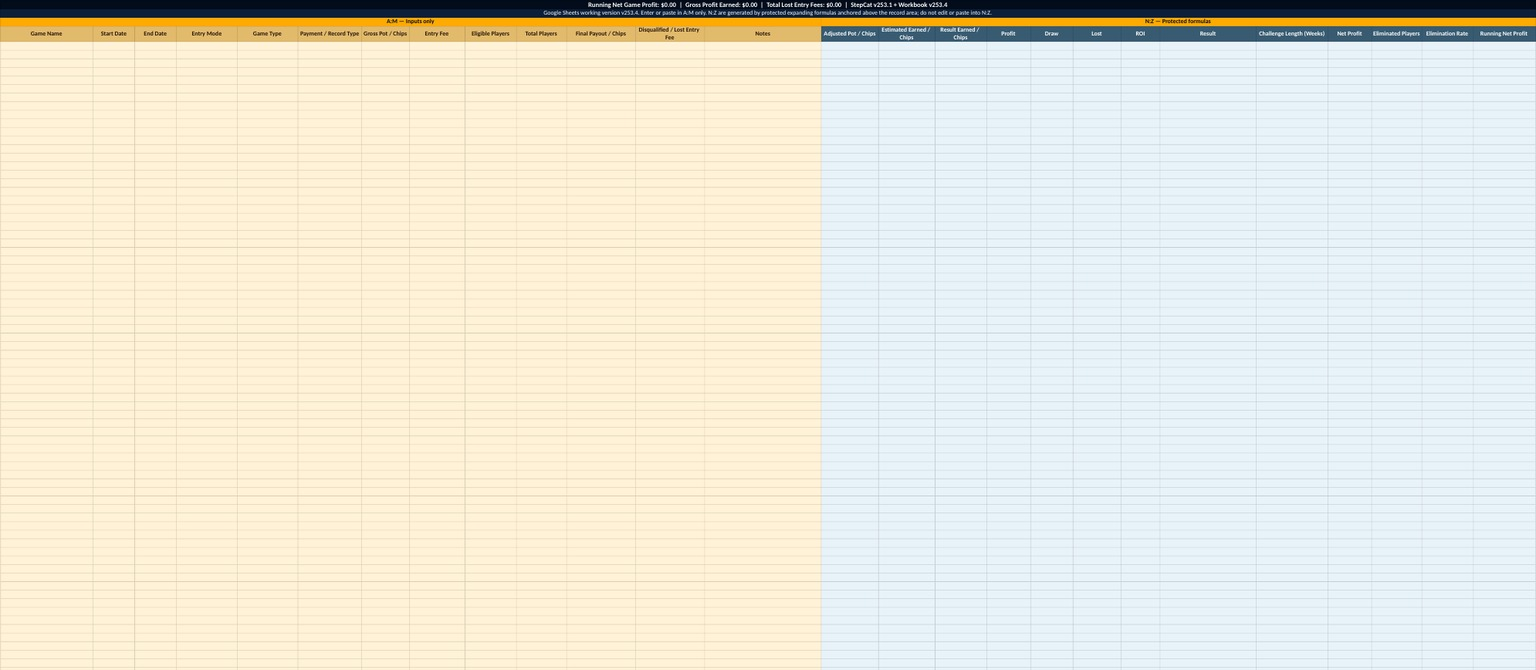 Running Net Game Profit: $0.00 | Gross Profit Earned: $0.00 | Total Lost Entry Fees: $0.00 | StepCat v253.1 + Workbook v253.4
Google Sheets working version v253.4. Enter or paste in A:M only. N:Z are generated by protected expanding formulas anchored above the record area; do not edit or paste into N:Z.
A:M — Inputs only
N:Z — Protected formulas
Game Name
Start Date
End Date
Entry Mode
Game Type
Payment / Record Type
Gross Pot / Chips
Entry Fee
Eligible Players
Total Players
Final Payout / Chips
Disqualified / Lost Entry
Fee
Notes
Adjusted Pot / Chips
Estimated Earned /
Chips
Result Earned /
Chips
Profit
Draw
Lost
ROI
Result
Challenge Length (Weeks)
Net Profit
Eliminated Players
Elimination Rate
Running Net Profit